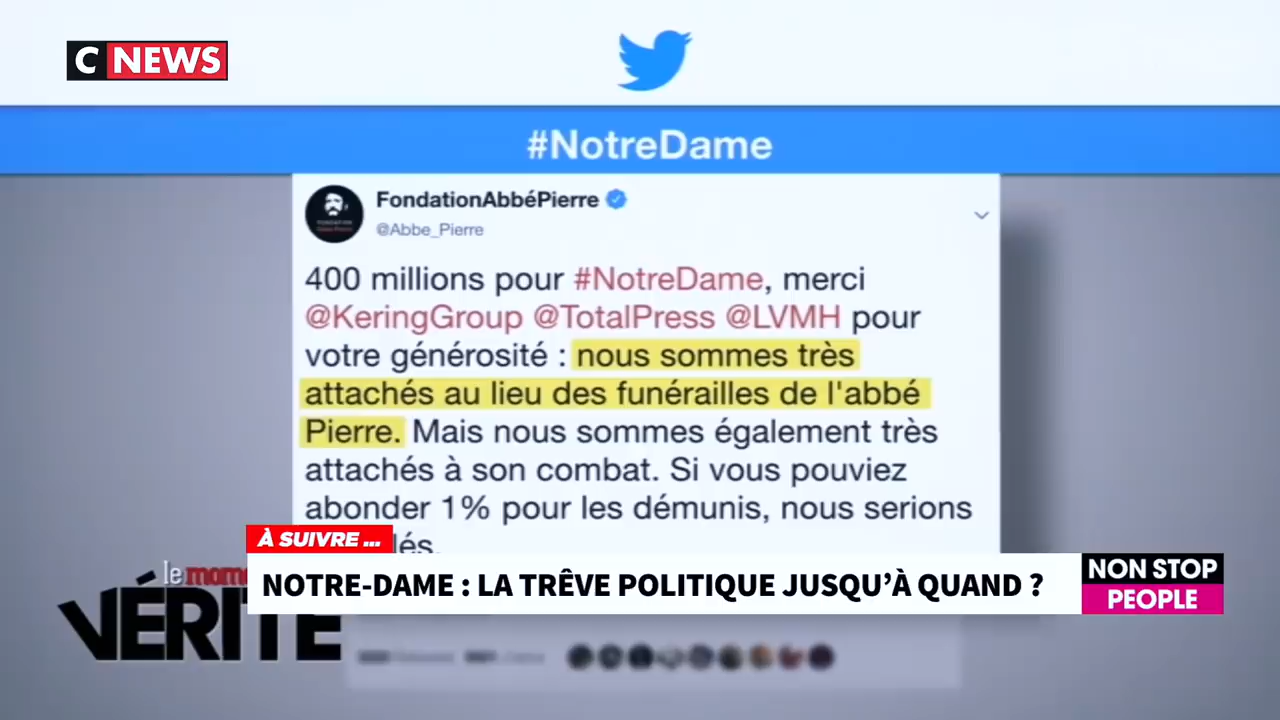 C NEWS
#NotreDame
FondationAbbéPierre
@Abbe_Pierre
400 millions pour #NotreDame, merci
@KeringGroup @TotalPress @LVMH pour
votre générosité : nous sommes très
attachés au lieu des funérailles de l'abbé
Pierre. Mais nous sommes également très
attachés à son combat. Si vous pouviez
abonder 1% pour les démunis, nous serions
À SUIVRE ...
NOTRE-DAME : LA TRÊVE POLITIQUE JUSQU'À QUAND ?
NON STOP
PEOPLE
le
VÉRITÉ